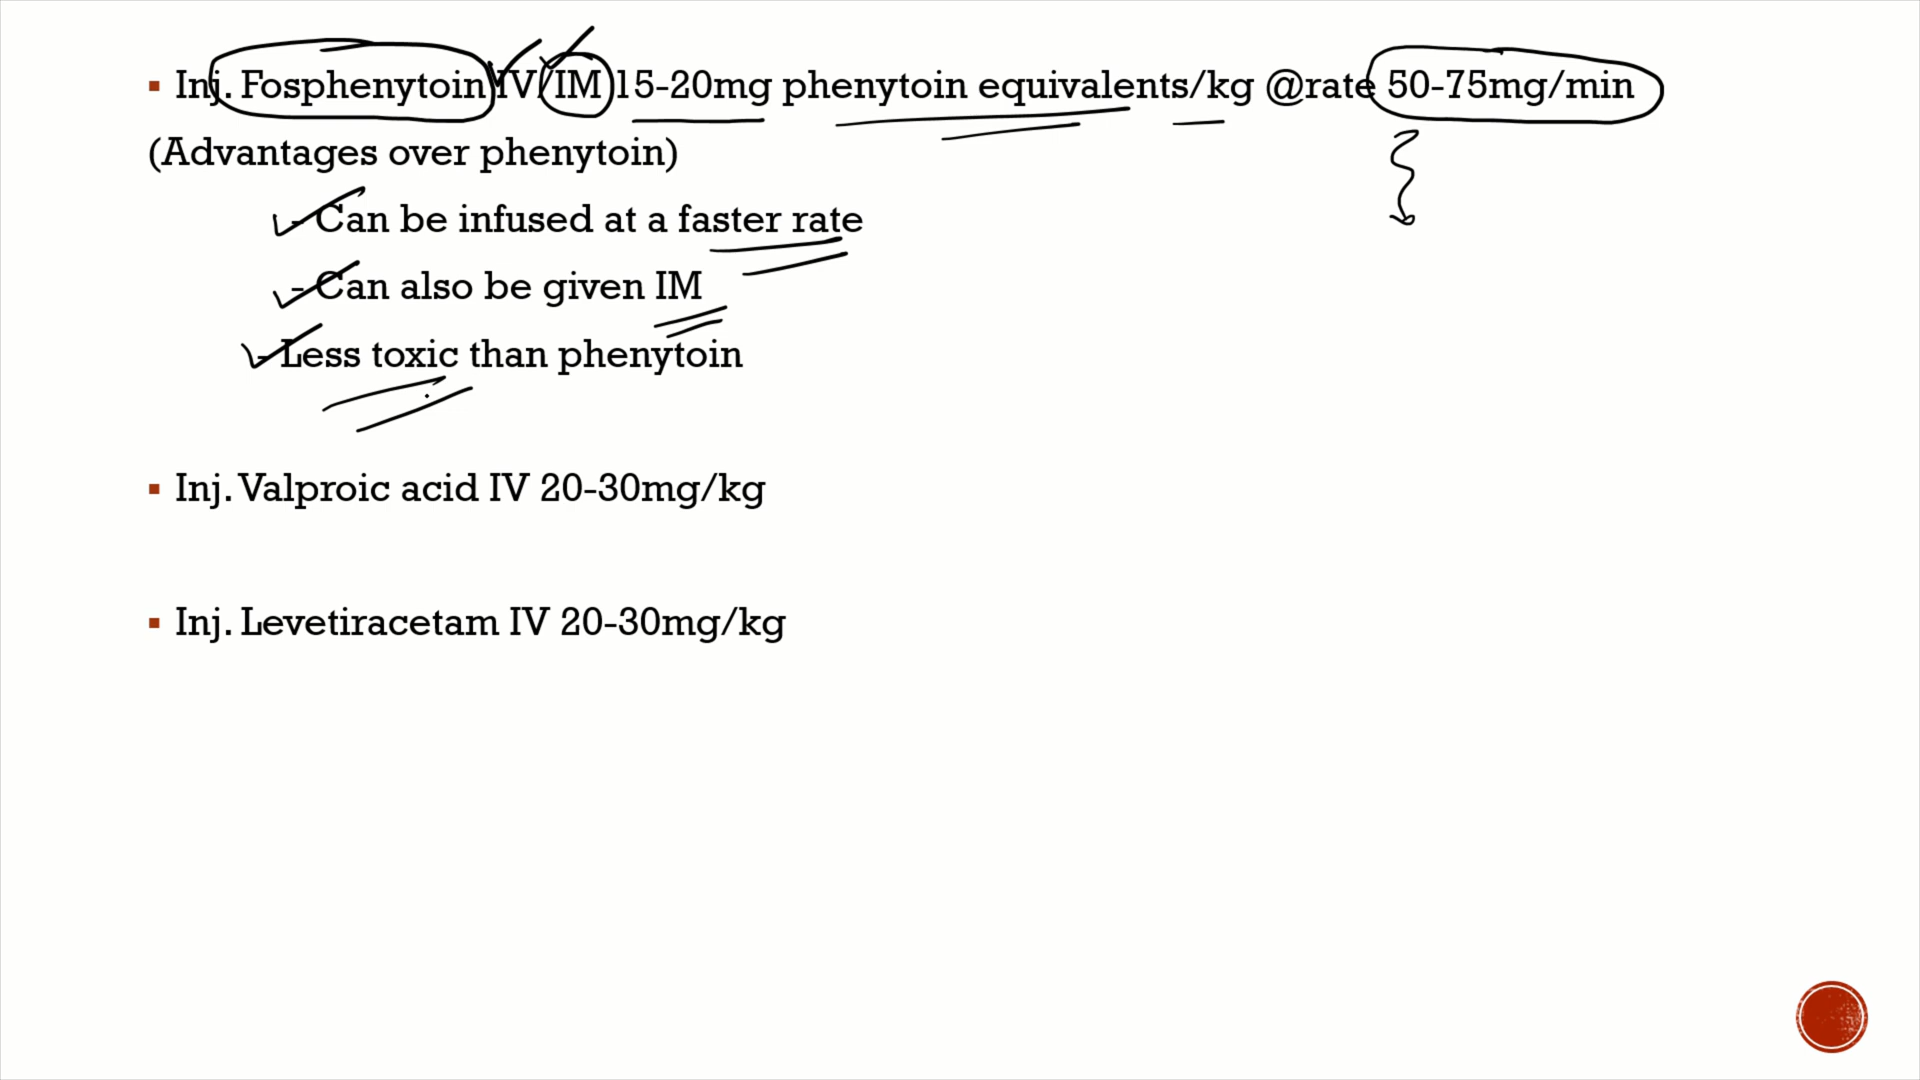 Inj. Fosphenytoin IV/IM 15-20mg phenytoin equivalents/kg @rate 50-75mg/min
(Advantages over phenytoin)
- Can be infused at a faster rate
- Can also be given IM
- Less toxic than phenytoin
Inj. Valproic acid IV 20-30mg/kg
Inj. Levetiracetam IV 20-30mg/kg